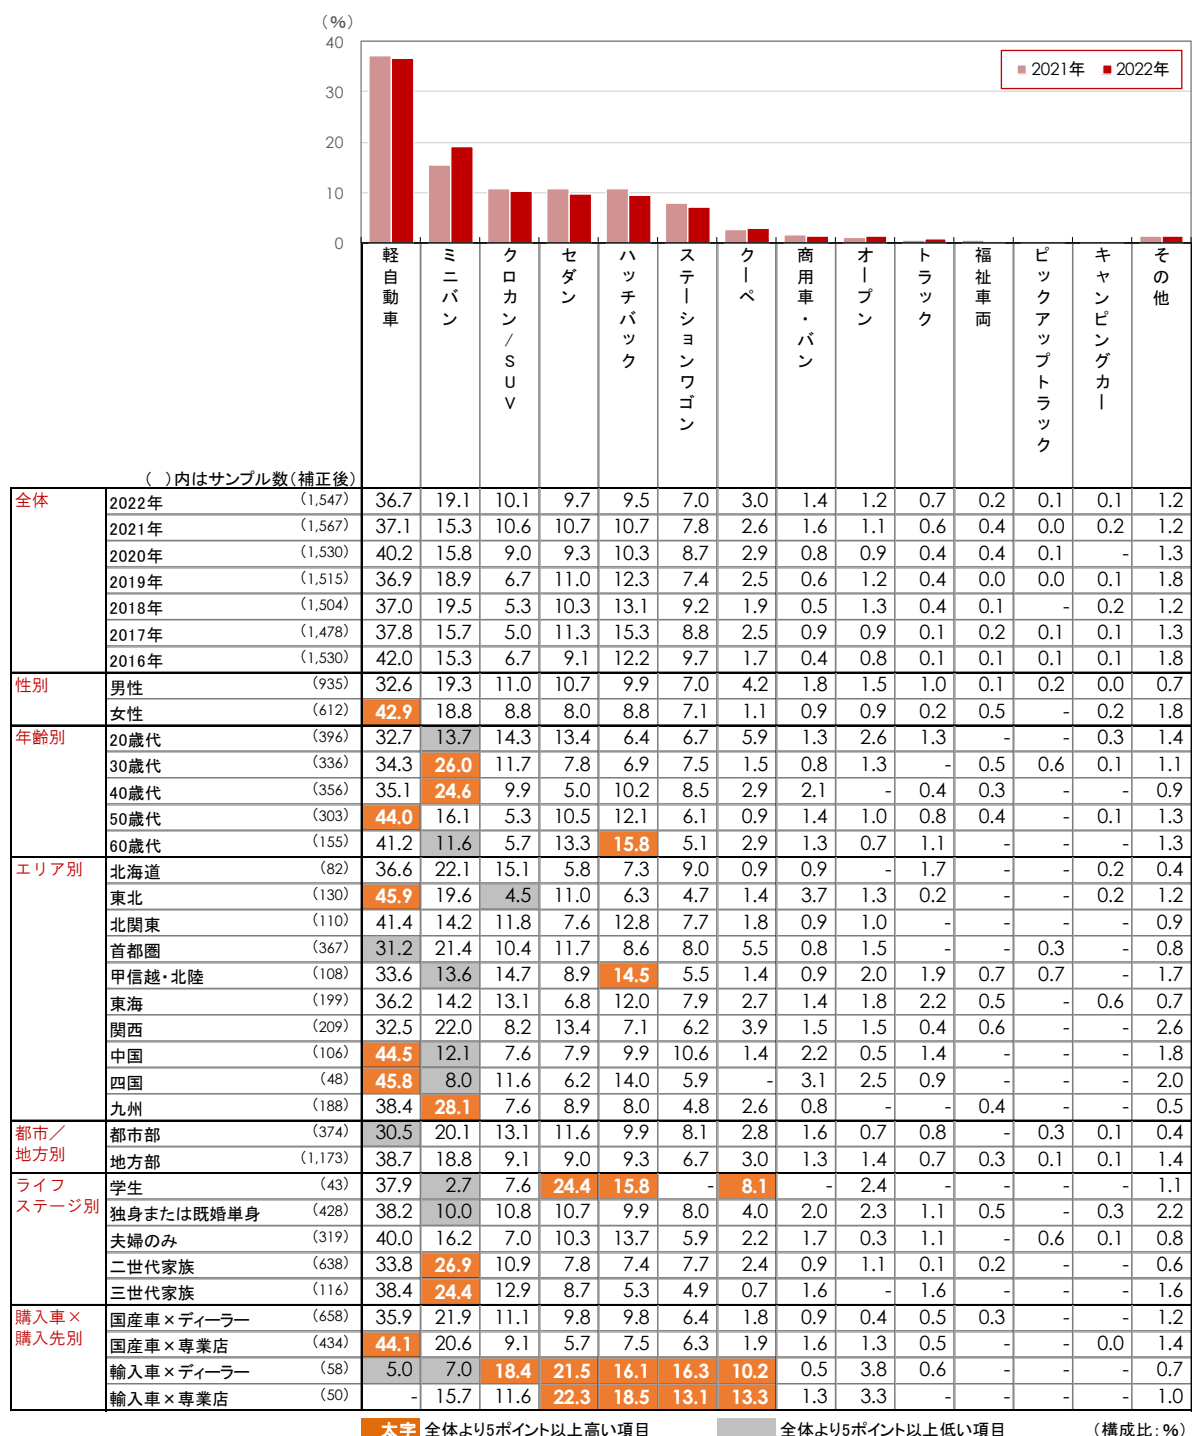 (%)
40
30
20
10
0
2021年 2022年
軽自動車 ミニバン クロカン/SUV セダン ハッチバック ステーションワゴン クーペ 商用車・バン オープン トラック 福祉車両 ピックアップトラック キャンピングカー その他
( )内はサンプル数(補正後)
全体 2022年 (1,547) 36.7 19.1 10.1 9.7 9.5 7.0 3.0 1.4 1.2 0.7 0.2 0.1 0.1 1.2
2021年 (1,567) 37.1 15.3 10.6 10.7 10.7 7.8 2.6 1.6 1.1 0.6 0.4 0.0 0.2 1.2
2020年 (1,530) 40.2 15.8 9.0 9.3 10.3 8.7 2.9 0.8 0.9 0.4 0.4 0.1 - 1.3
2019年 (1,515) 36.9 18.9 6.7 11.0 12.3 7.4 2.5 0.6 1.2 0.4 0.0 0.0 0.1 1.8
2018年 (1,504) 37.0 19.5 5.3 10.3 13.1 9.2 1.9 0.5 1.3 0.4 0.1 - 0.2 1.2
2017年 (1,478) 37.8 15.7 5.0 11.3 15.3 8.8 2.5 0.9 0.9 0.1 0.2 0.1 0.1 1.3
2016年 (1,530) 42.0 15.3 6.7 9.1 12.2 9.7 1.7 0.4 0.8 0.1 0.1 0.1 0.1 1.8
性別 男性 (935) 32.6 19.3 11.0 10.7 9.9 7.0 4.2 1.8 1.5 1.0 0.1 0.2 0.0 0.7
女性 (612) 42.9 18.8 8.8 8.0 8.8 7.1 1.1 0.9 0.9 0.2 0.5 - 0.2 1.8
年齢別 20歳代 (396) 32.7 13.7 14.3 13.4 6.4 6.7 5.9 1.3 2.6 1.3 - - 0.3 1.4
30歳代 (336) 34.3 26.0 11.7 7.8 6.9 7.5 1.5 0.8 1.3 - 0.5 0.6 0.1 1.1
40歳代 (356) 35.1 24.6 9.9 5.0 10.2 8.5 2.9 2.1 - 0.4 0.3 - - 0.9
50歳代 (303) 44.0 16.1 5.3 10.5 12.1 6.1 0.9 1.4 1.0 0.8 0.4 - 0.1 1.3
60歳代 (155) 41.2 11.6 5.7 13.3 15.8 5.1 2.9 1.3 0.7 1.1 - - - 1.3
エリア別 北海道 (82) 36.6 22.1 15.1 5.8 7.3 9.0 0.9 0.9 - 1.7 - - 0.2 0.4
東北 (130) 45.9 19.6 4.5 11.0 6.3 4.7 1.4 3.7 1.3 0.2 - - 0.2 1.2
北関東 (110) 41.4 14.2 11.8 7.6 12.8 7.7 1.8 0.9 1.0 - - - - 0.9
首都圏 (367) 31.2 21.4 10.4 11.7 8.6 8.0 5.5 0.8 1.5 - - 0.3 - 0.8
甲信越・北陸 (108) 33.6 13.6 14.7 8.9 14.5 5.5 1.4 0.9 2.0 1.9 0.7 0.7 - 1.7
東海 (199) 36.2 14.2 13.1 6.8 12.0 7.9 2.7 1.4 1.8 2.2 0.5 - 0.6 0.7
関西 (209) 32.5 22.0 8.2 13.4 7.1 6.2 3.9 1.5 1.5 0.4 0.6 - - 2.6
中国 (106) 44.5 12.1 7.6 7.9 9.9 10.6 1.4 2.2 0.5 1.4 - - - 1.8
四国 (48) 45.8 8.0 11.6 6.2 14.0 5.9 - 3.1 2.5 0.9 - - - 2.0
九州 (188) 38.4 28.1 7.6 8.9 8.0 4.8 2.6 0.8 - - 0.4 - - 0.5
都市/ 都市部 (374) 30.5 20.1 13.1 11.6 9.9 8.1 2.8 1.6 0.7 0.8 - 0.3 0.1 0.4
地方別 地方部 (1,173) 38.7 18.8 9.1 9.0 9.3 6.7 3.0 1.3 1.4 0.7 0.3 0.1 0.1 1.4
ライフ 学生 (43) 37.9 2.7 7.6 24.4 15.8 - 8.1 - 2.4 - - - - 1.1
ステージ別 独身または既婚単身 (428) 38.2 10.0 10.8 10.7 9.9 8.0 4.0 2.0 2.3 1.1 0.5 - 0.3 2.2
夫婦のみ (319) 40.0 16.2 7.0 10.3 13.7 5.9 2.2 1.7 0.3 1.1 - 0.6 0.1 0.8
二世代家族 (638) 33.8 26.9 10.9 7.8 7.4 7.7 2.4 0.9 1.1 0.1 0.2 - - 0.6
三世代家族 (116) 38.4 24.4 12.9 8.7 5.3 4.9 0.7 1.6 - 1.6 - - - 1.6
購入車× 国産車×ディーラー (658) 35.9 21.9 11.1 9.8 9.8 6.4 1.8 0.9 0.4 0.5 0.3 - - 1.2
購入先別 国産車×専業店 (434) 44.1 20.6 9.1 5.7 7.5 6.3 1.9 1.6 1.3 0.5 - - 0.0 1.4
輸入車×ディーラー (58) 5.0 7.0 18.4 21.5 16.1 16.3 10.2 0.5 3.8 0.6 - - - 0.7
輸入車×専業店 (50) - 15.7 11.6 22.3 18.5 13.1 13.3 1.3 3.3 - - - - 1.0
太字 全体より5ポイント以上高い項目 全体より5ポイント以上低い項目 (構成比:%)